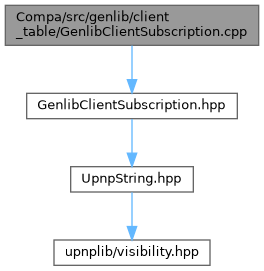 Compa/src/genlib/client
_table/GenlibClientSubscription.cpp
GenlibClientSubscription.hpp
UpnpString.hpp
upnplib/visibility.hpp